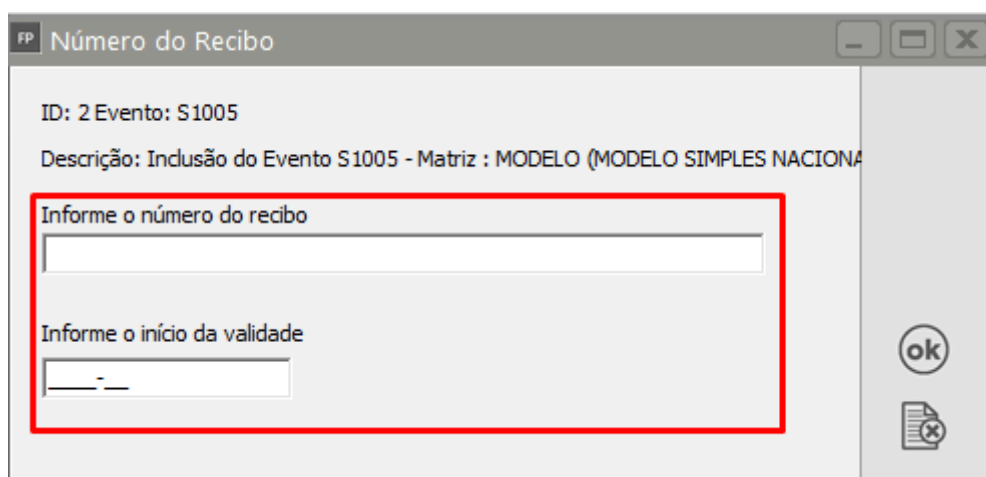 FP Número do Recibo
ID: 2 Evento: S1005
Descrição: Inclusão do Evento S1005 - Matriz : MODELO (MODELO SIMPLES NACIONA
Informe o número do recibo
Informe o início da validade
____-__
ok